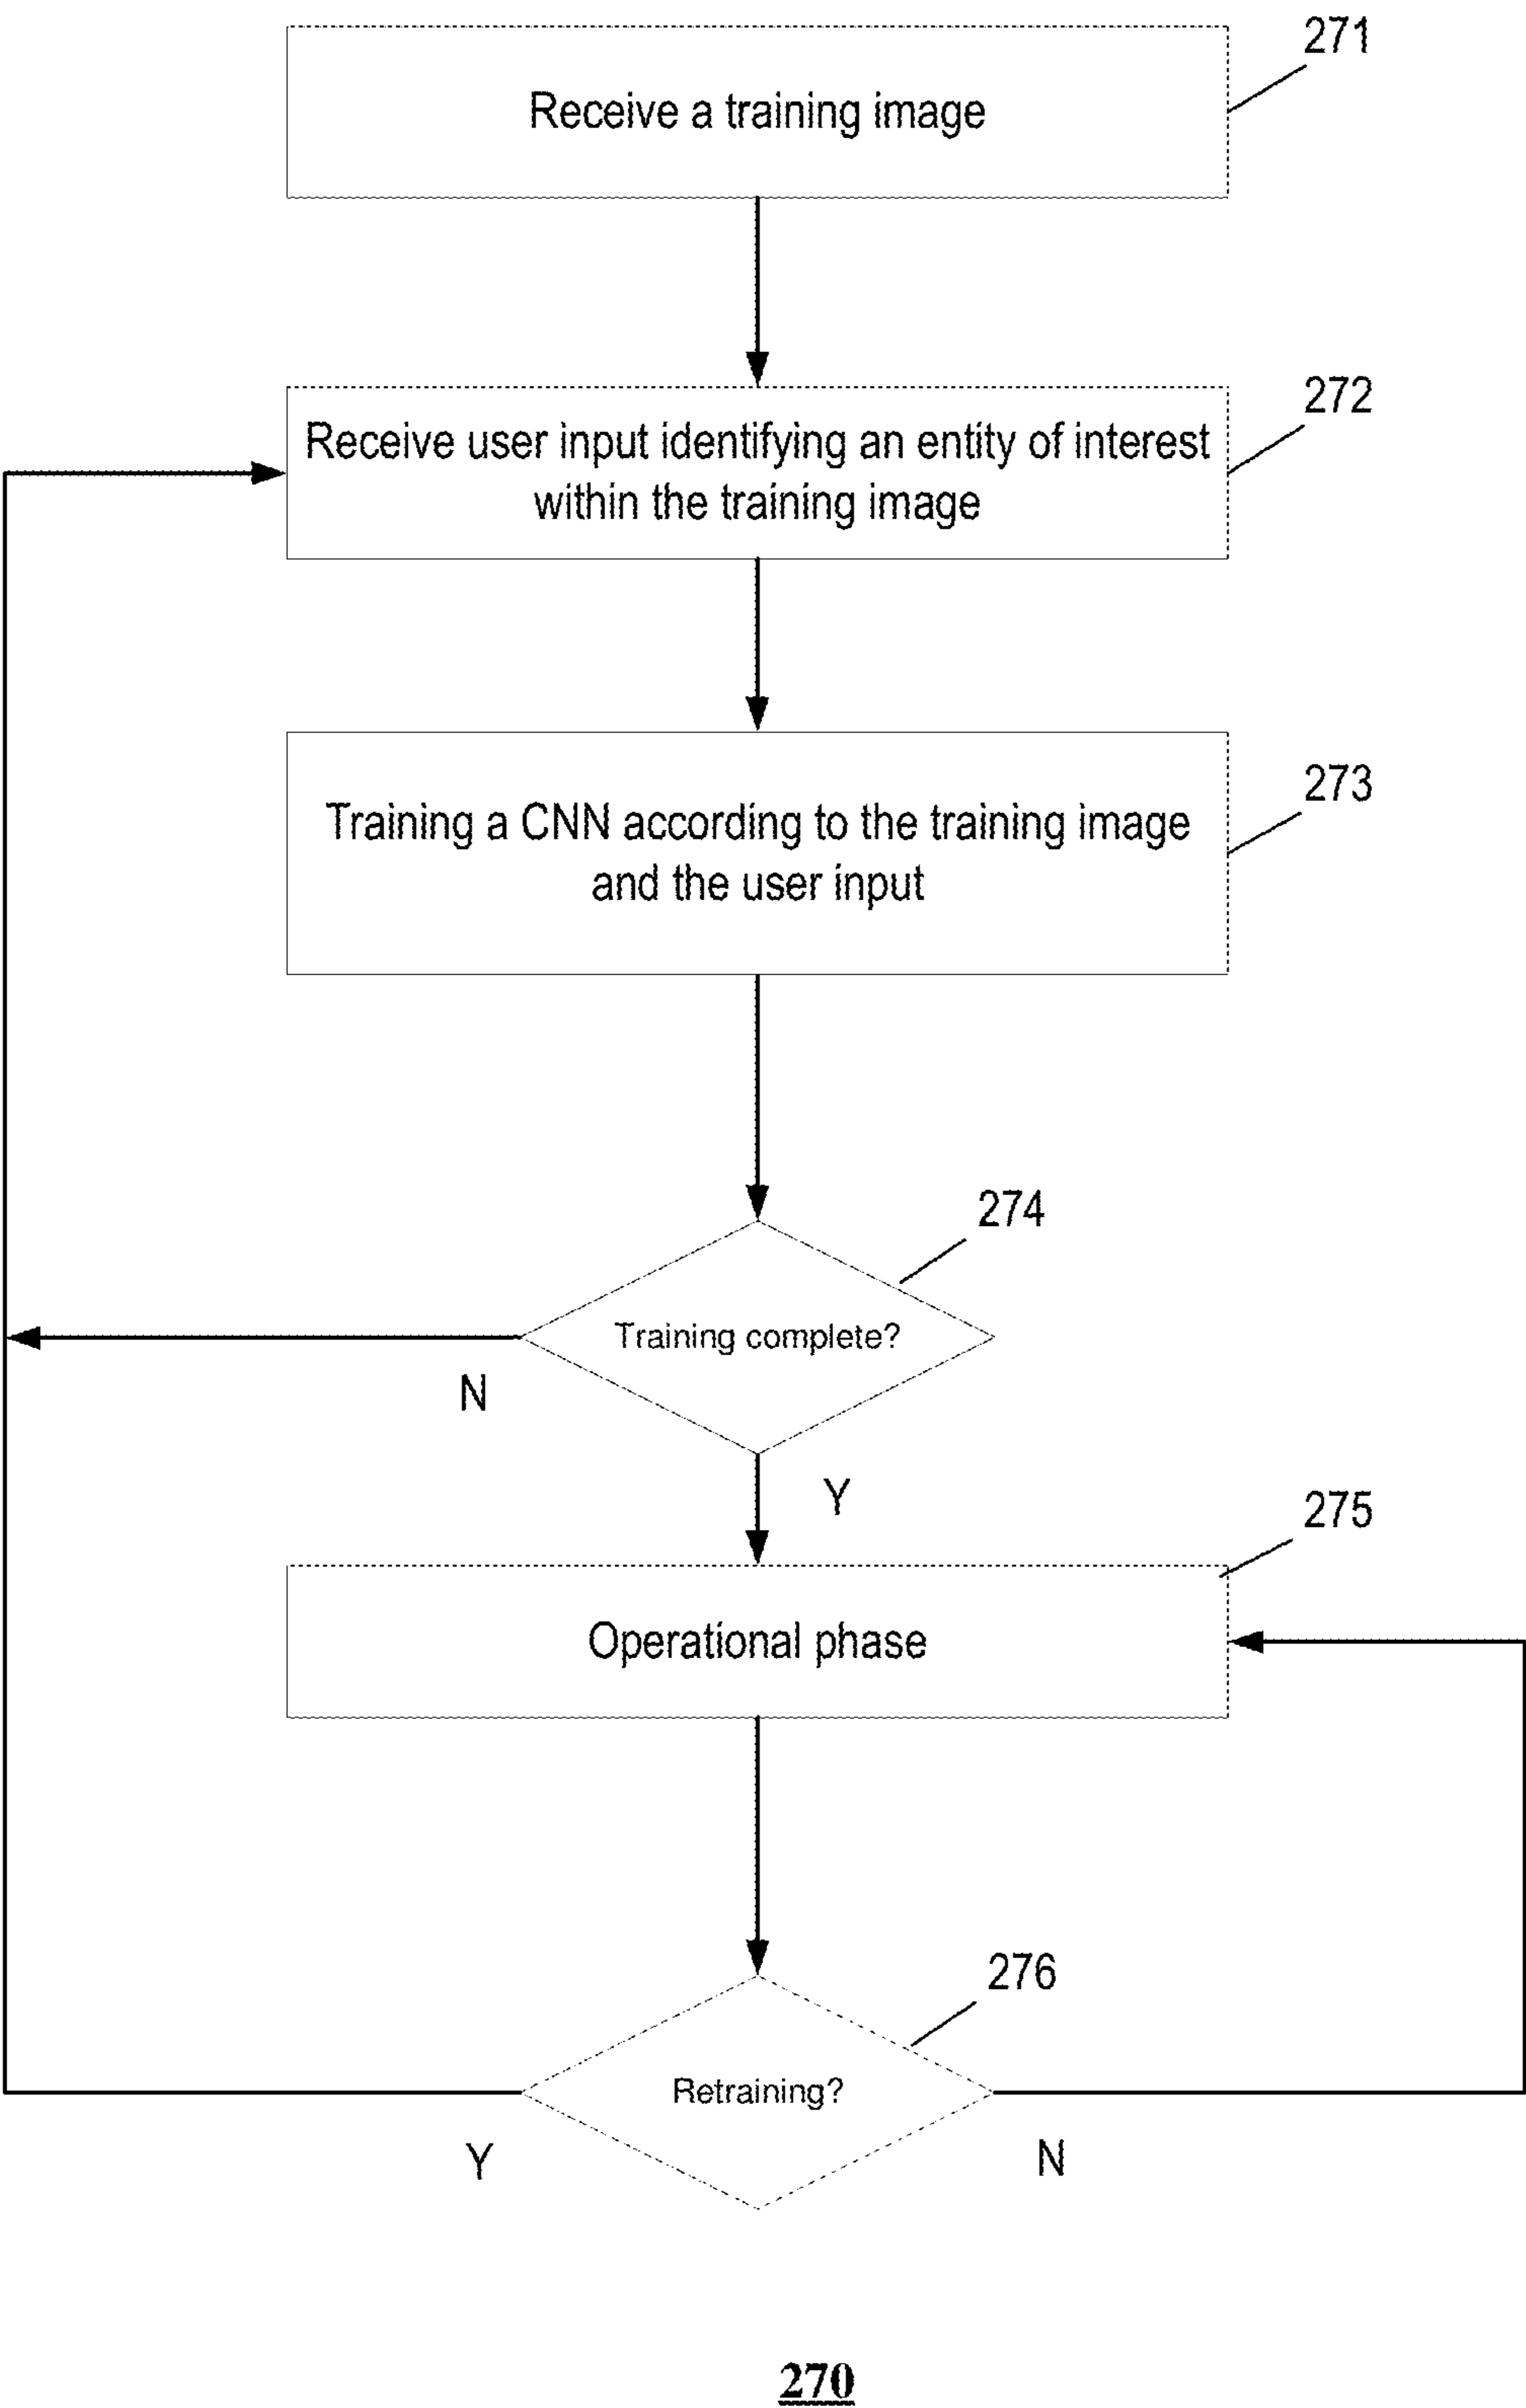 271
Receive a training image
272
Receive user input identifying an entity of interest
within the training image
273
Training a CNN according to the training image
and the user input
274
Training complete?
N
Y
275
Operational phase
276
Retraining?
Y
N
270